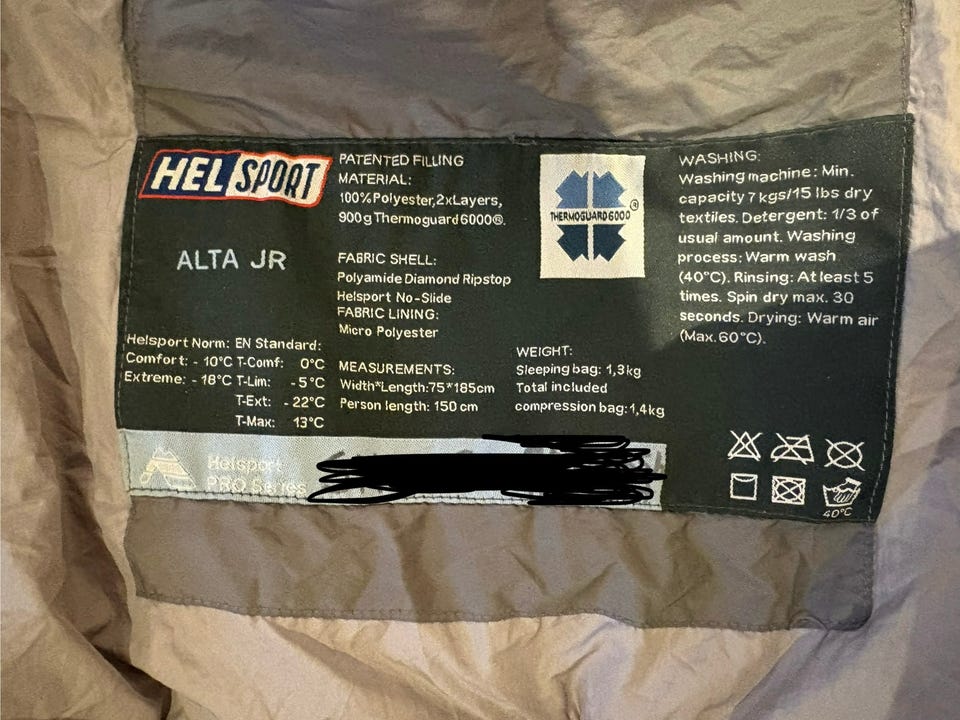 HELSPORT
ALTA JR
Helsport Norm: EN Standard:
Comfort: - 10°C T-Comf: 0°C
Extreme: - 18°C T-Lim: -5°C
T-Ext: -22°C
T-Max: 13°C
PATENTED FILLING
MATERIAL:
100% Polyester, 2xLayers,
900g Thermoguard 6000®.
FABRIC SHELL:
Polyamide Diamond Ripstop
Helsport No-Slide
FABRIC LINING:
Micro Polyester
MEASUREMENTS:
Width*Length:75*185cm
Person length: 150 cm
THERMOGUARD 6000®
WEIGHT:
Sleeping bag: 1,3kg
Total included
compression bag:1,4kg
WASHING:
Washing machine: Min.
capacity 7 kgs/15 lbs dry
textiles. Detergent: 1/3 of
usual amount. Washing
process: Warm wash
(40°C). Rinsing: At least 5
times. Spin dry max. 30
seconds. Drying: Warm air
(Max. 60°C).
40°C
Helsport
PRO Series